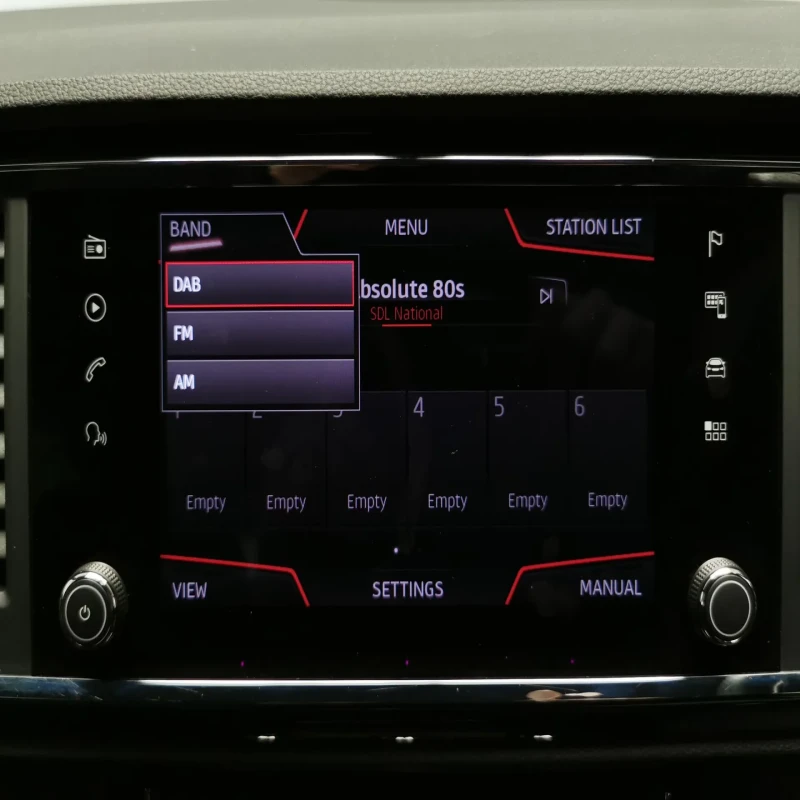 BAND
MENU
STATION LIST
DAB
FM
AM
bsolute 80s
SDL National
4
5
6
Empty
Empty
Empty
Empty
Empty
Empty
VIEW
SETTINGS
MANUAL